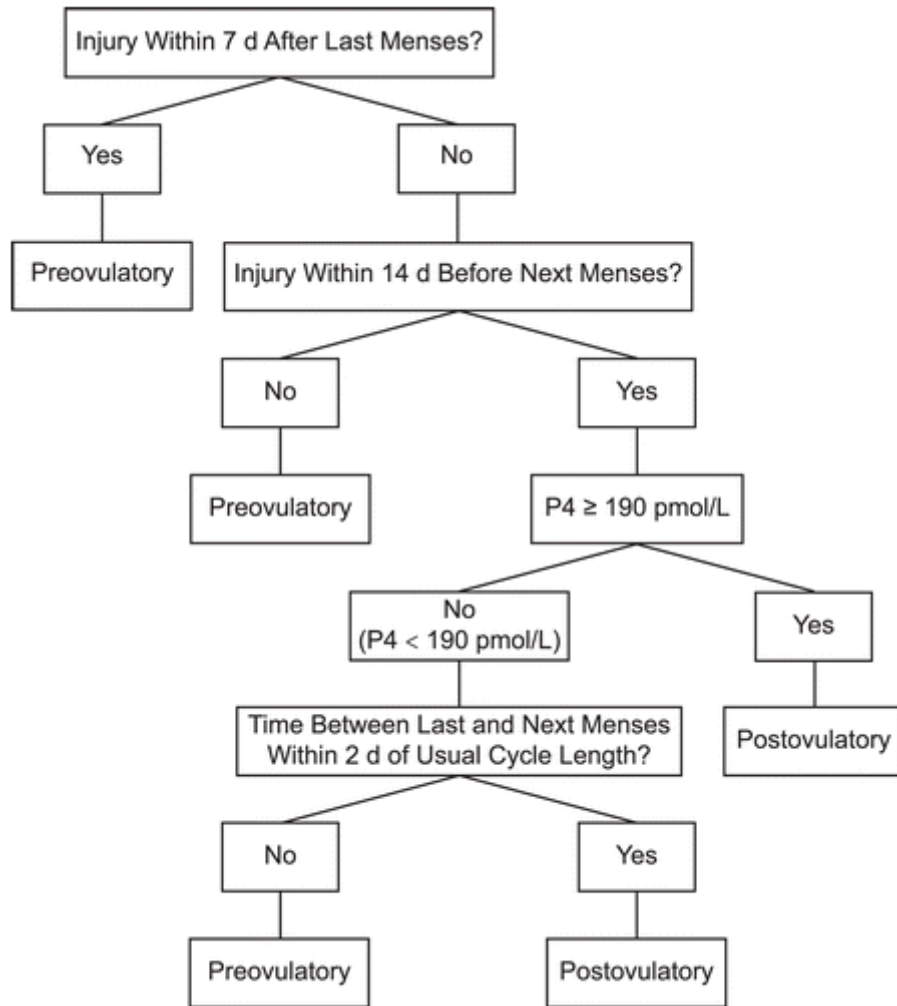 Injury Within 7 d After Last Menses?
Yes
No
Preovulatory
Injury Within 14 d Before Next Menses?
No
Yes
Preovulatory
P4 ≥ 190 pmol/L
No
(P4 < 190 pmol/L)
Yes
Time Between Last and Next Menses
Within 2 d of Usual Cycle Length?
Postovulatory
No
Yes
Preovulatory
Postovulatory